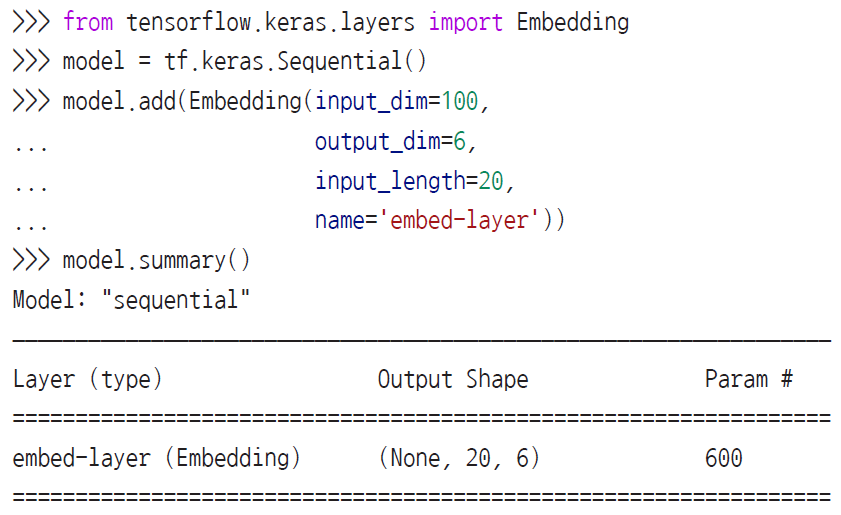 >>> from tensorflow.keras.layers import Embedding
>>> model = tf.keras.Sequential()
>>> model.add(Embedding(input_dim=100,
...                     output_dim=6,
...                     input_length=20,
...                     name='embed-layer'))
>>> model.summary()
Model: "sequential"
_________________________________________________________________
Layer (type)                 Output Shape              Param #
=================================================================
embed-layer (Embedding)      (None, 20, 6)             600
=================================================================